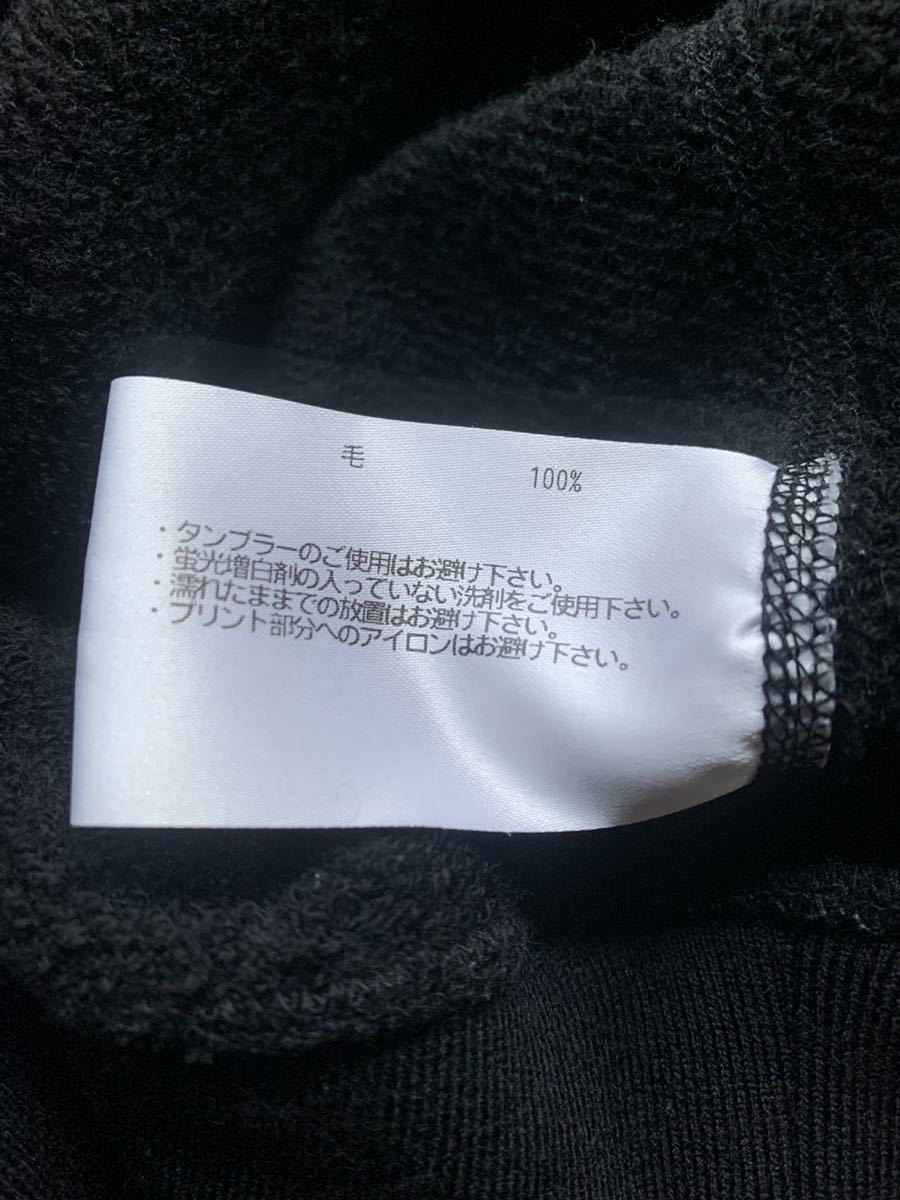 毛 100%
・タンブラーのご使用はお避け下さい。
・蛍光増白剤の入っていない洗剤をご使用下さい。
・濡れたままでの放置はお避け下さい。
・プリント部分へのアイロンはお避け下さい。